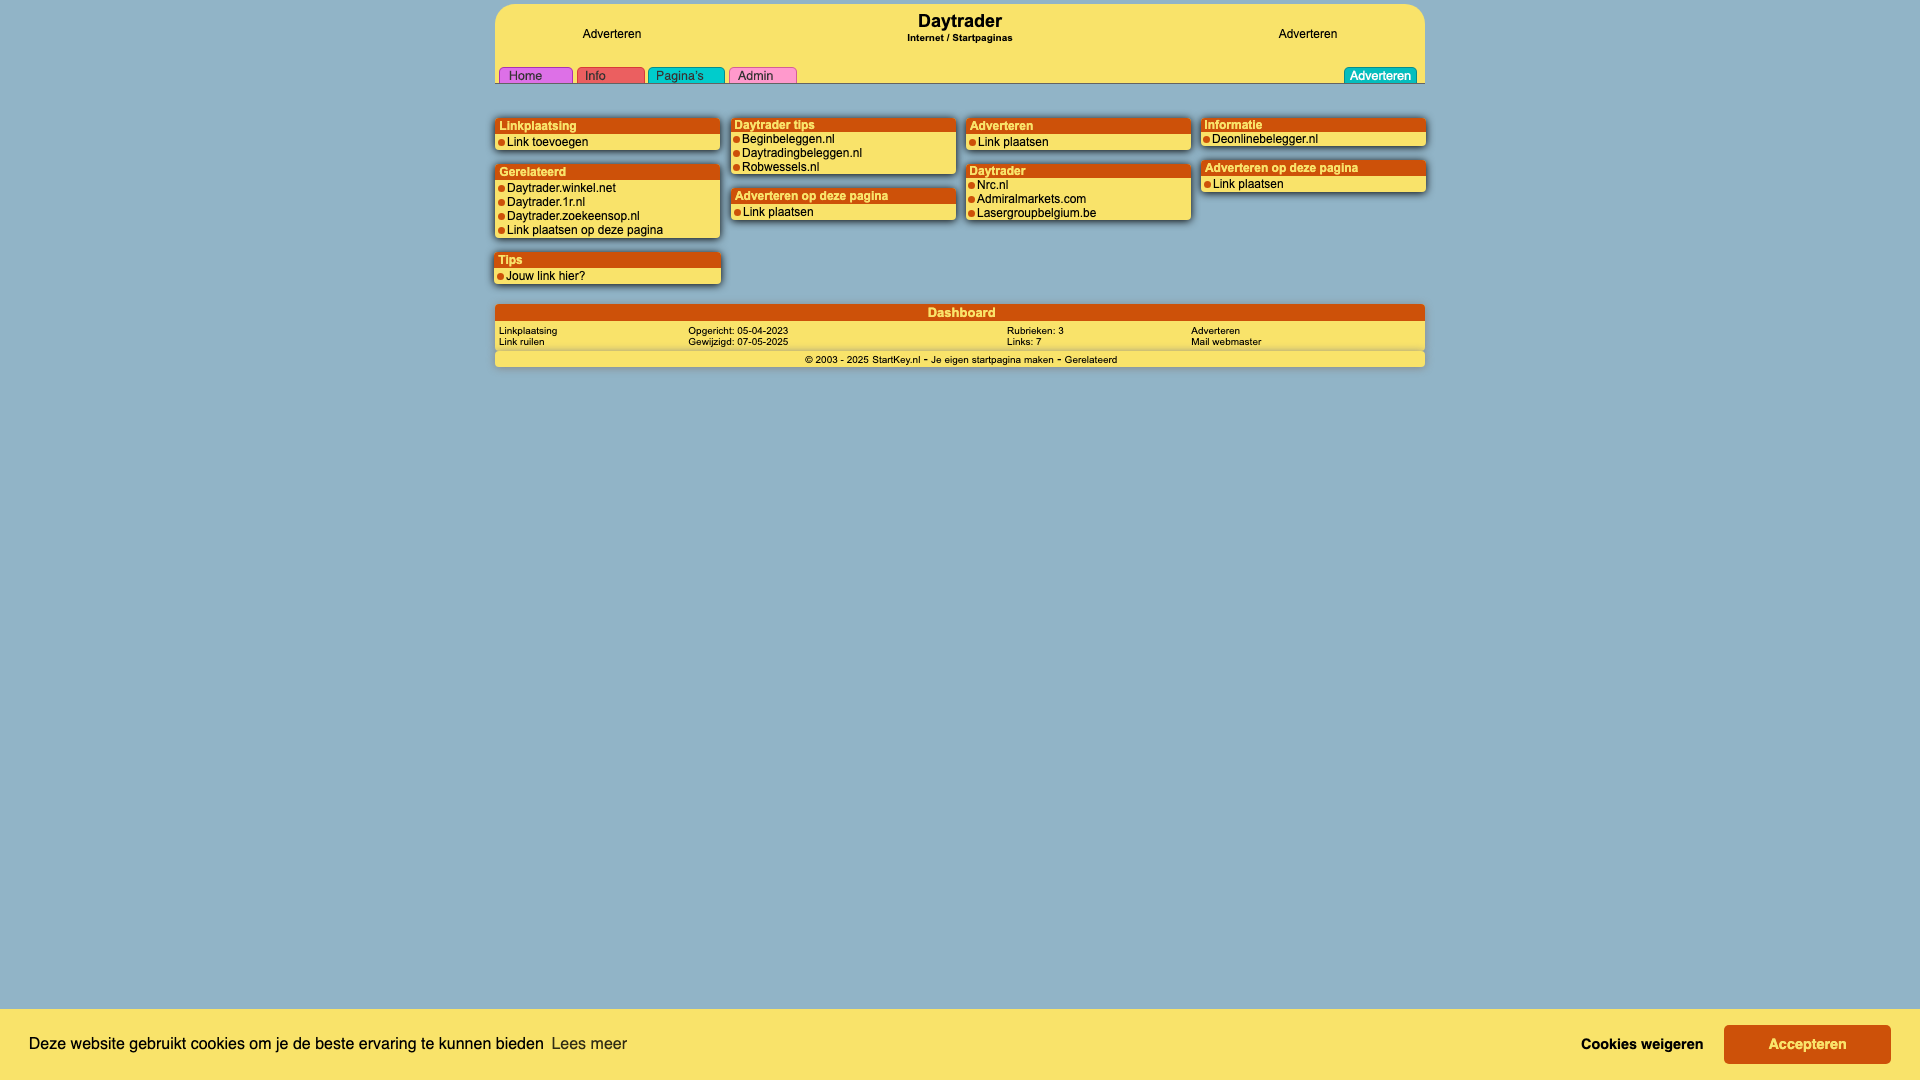 Daytrader
Internet / Startpaginas
Adverteren
Adverteren
Home
Info
Pagina's
Admin
Adverteren
Linkplaatsing
Link toevoegen
Gerelateerd
Daytrader.winkel.net
Daytrader.1r.nl
Daytrader.zoekeensop.nl
Link plaatsen op deze pagina
Tips
Jouw link hier?
Daytrader tips
Beginbeleggen.nl
Daytradingbeleggen.nl
Robwessels.nl
Adverteren op deze pagina
Link plaatsen
Adverteren
Link plaatsen
Daytrader
Nrc.nl
Admiralmarkets.com
Lasergroupbelgium.be
Informatie
Deonlinebelegger.nl
Adverteren op deze pagina
Link plaatsen
Dashboard
Linkplaatsing
Link ruilen
Opgericht: 05-04-2023
Gewijzigd: 07-05-2025
Rubrieken: 3
Links: 7
Adverteren
Mail webmaster
© 2003 - 2025 StartKey.nl - Je eigen startpagina maken - Gerelateerd
Deze website gebruikt cookies om je de beste ervaring te kunnen bieden Lees meer
Cookies weigeren
Accepteren